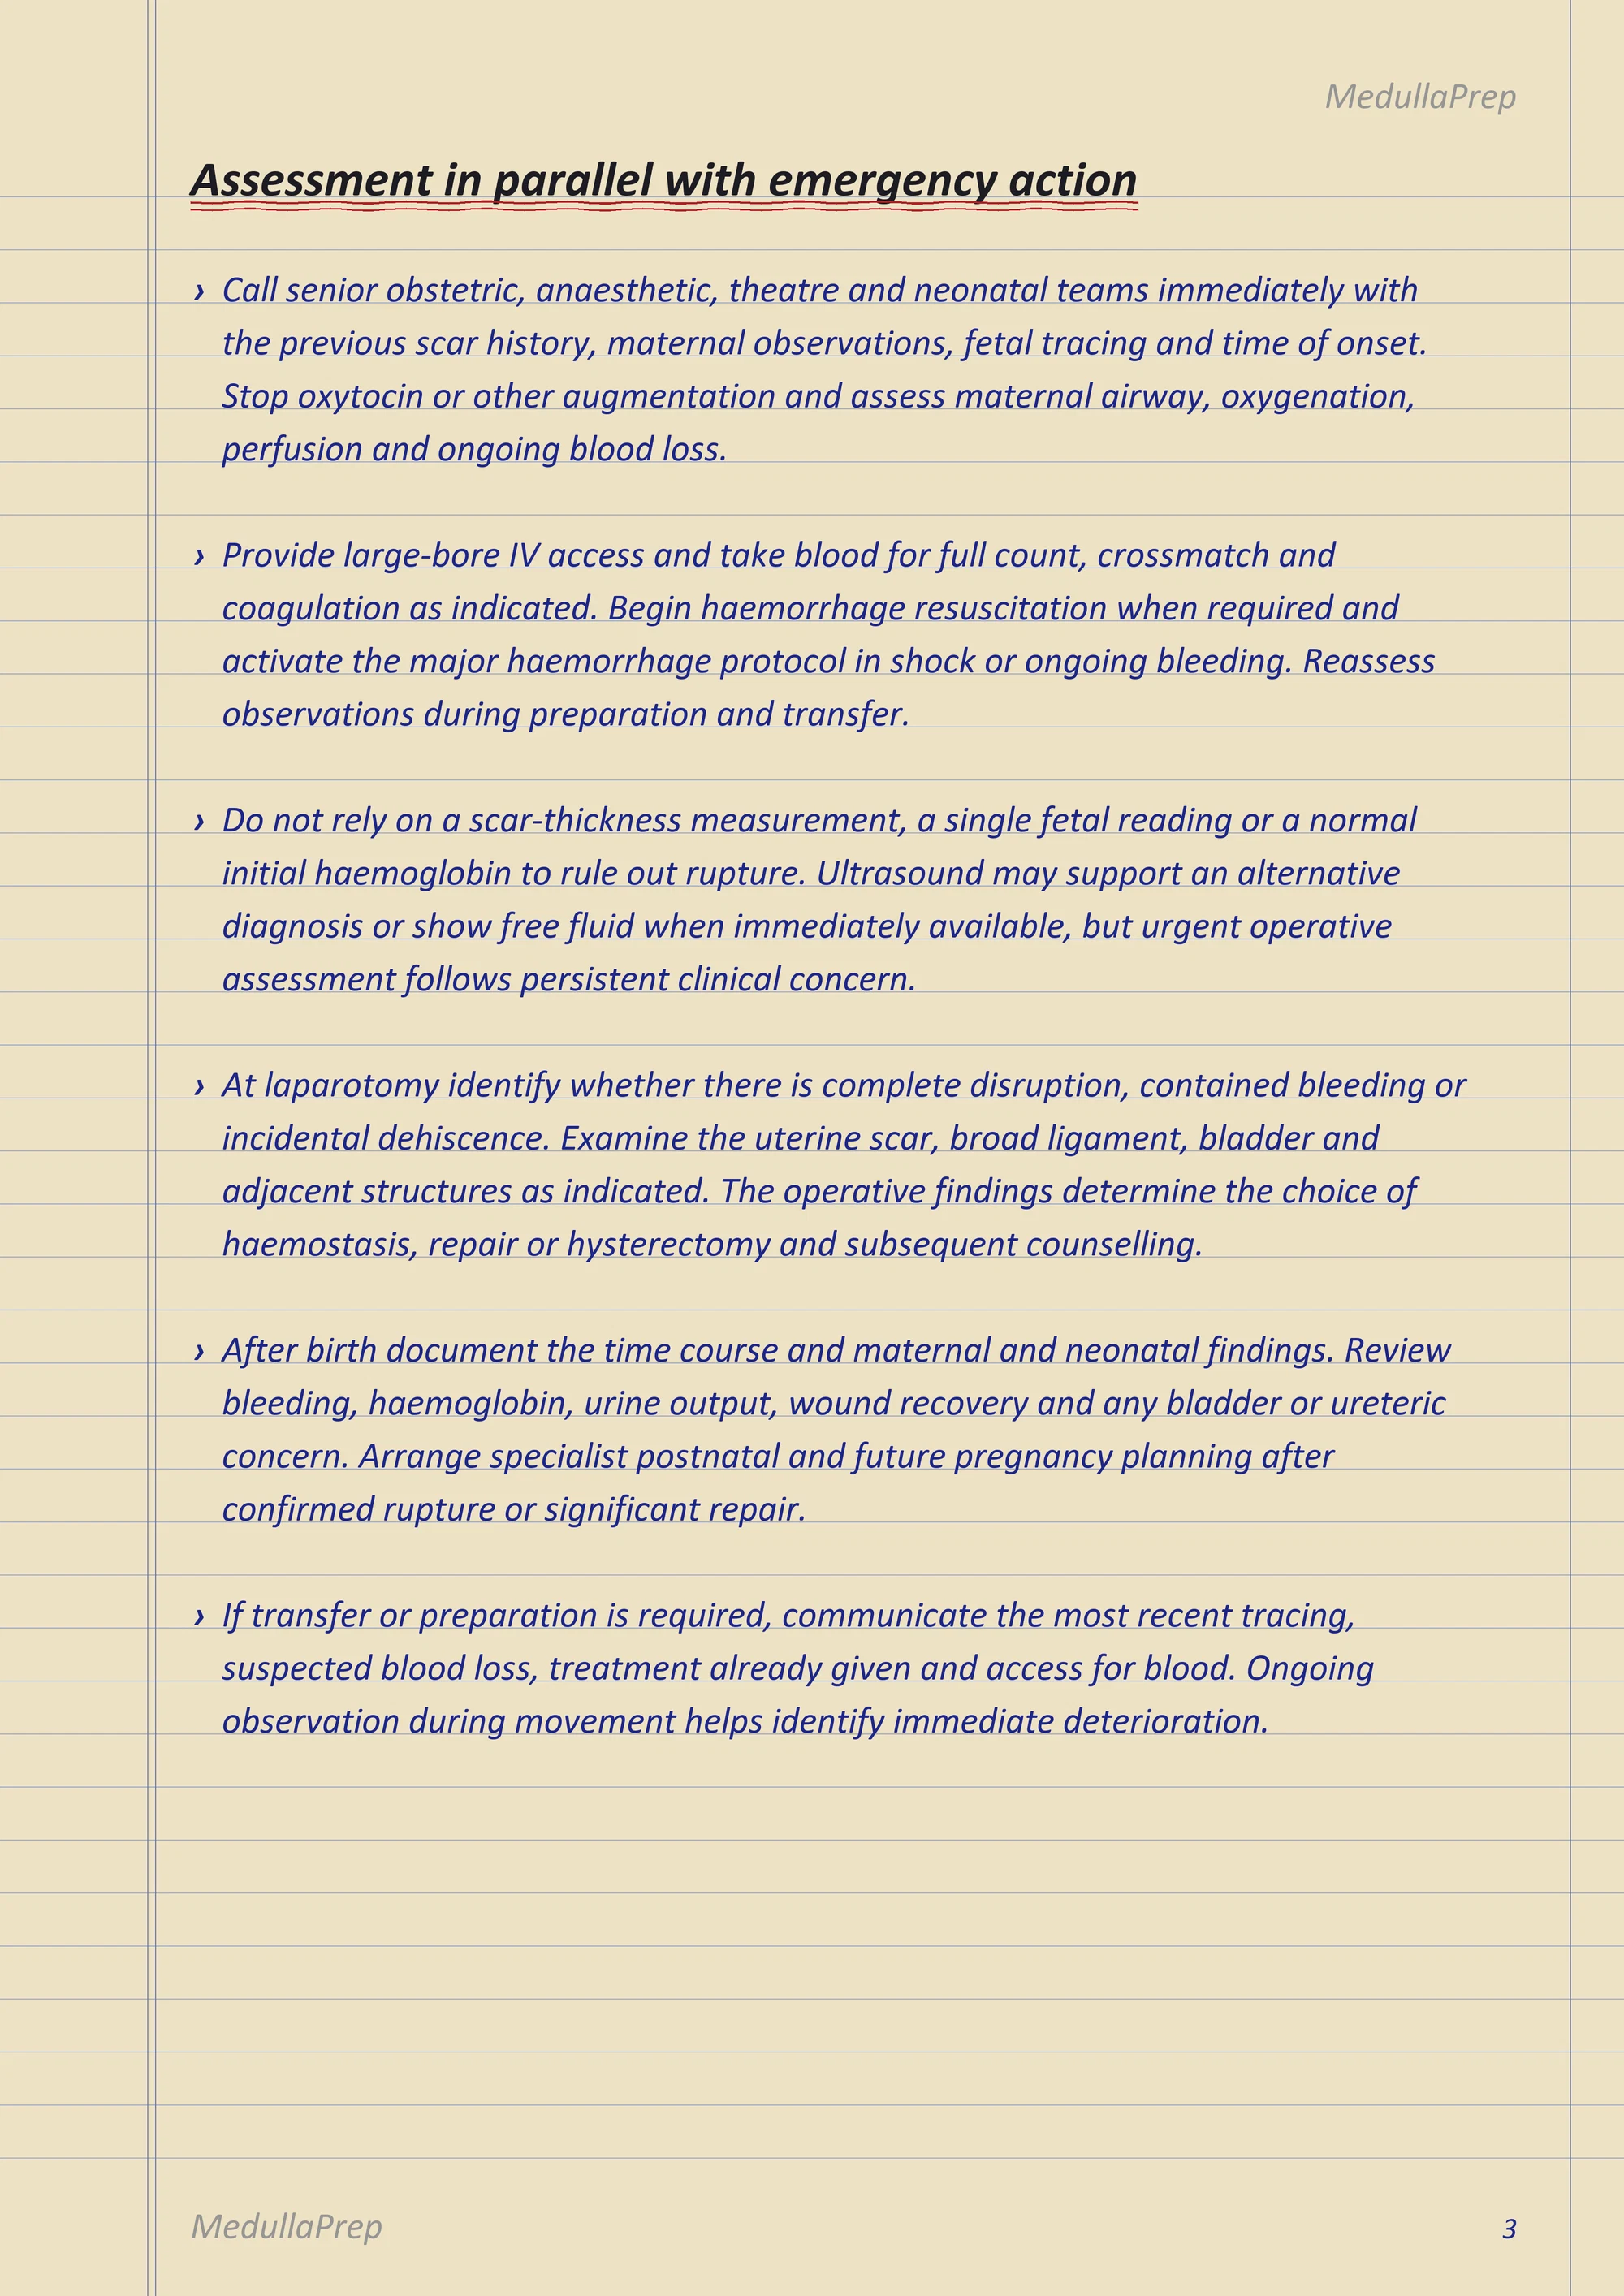 MedullaPrep
Assessment in parallel with emergency action
› Call senior obstetric, anaesthetic, theatre and neonatal teams immediately with
the previous scar history, maternal observations, fetal tracing and time of onset.
Stop oxytocin or other augmentation and assess maternal airway, oxygenation,
perfusion and ongoing blood loss.
› Provide large-bore IV access and take blood for full count, crossmatch and
coagulation as indicated. Begin haemorrhage resuscitation when required and
activate the major haemorrhage protocol in shock or ongoing bleeding. Reassess
observations during preparation and transfer.
› Do not rely on a scar-thickness measurement, a single fetal reading or a normal
initial haemoglobin to rule out rupture. Ultrasound may support an alternative
diagnosis or show free fluid when immediately available, but urgent operative
assessment follows persistent clinical concern.
› At laparotomy identify whether there is complete disruption, contained bleeding or
incidental dehiscence. Examine the uterine scar, broad ligament, bladder and
adjacent structures as indicated. The operative findings determine the choice of
haemostasis, repair or hysterectomy and subsequent counselling.
› After birth document the time course and maternal and neonatal findings. Review
bleeding, haemoglobin, urine output, wound recovery and any bladder or ureteric
concern. Arrange specialist postnatal and future pregnancy planning after
confirmed rupture or significant repair.
› If transfer or preparation is required, communicate the most recent tracing,
suspected blood loss, treatment already given and access for blood. Ongoing
observation during movement helps identify immediate deterioration.
MedullaPrep
3